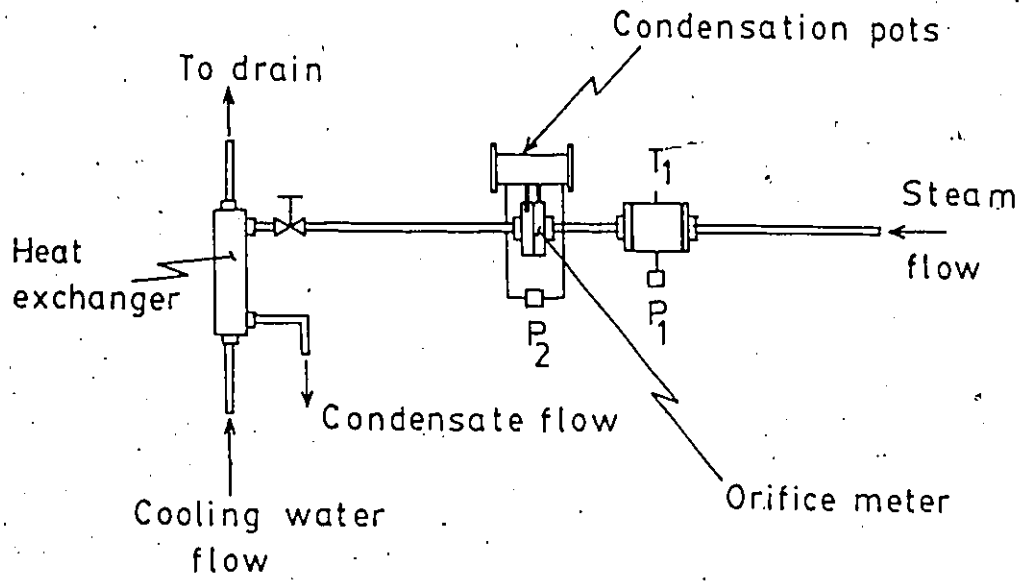 Condensation pots
To drain
T1
Steam
flow
Heat
exchanger
P2
P1
Condensate flow
Orifice meter
Cooling water
flow